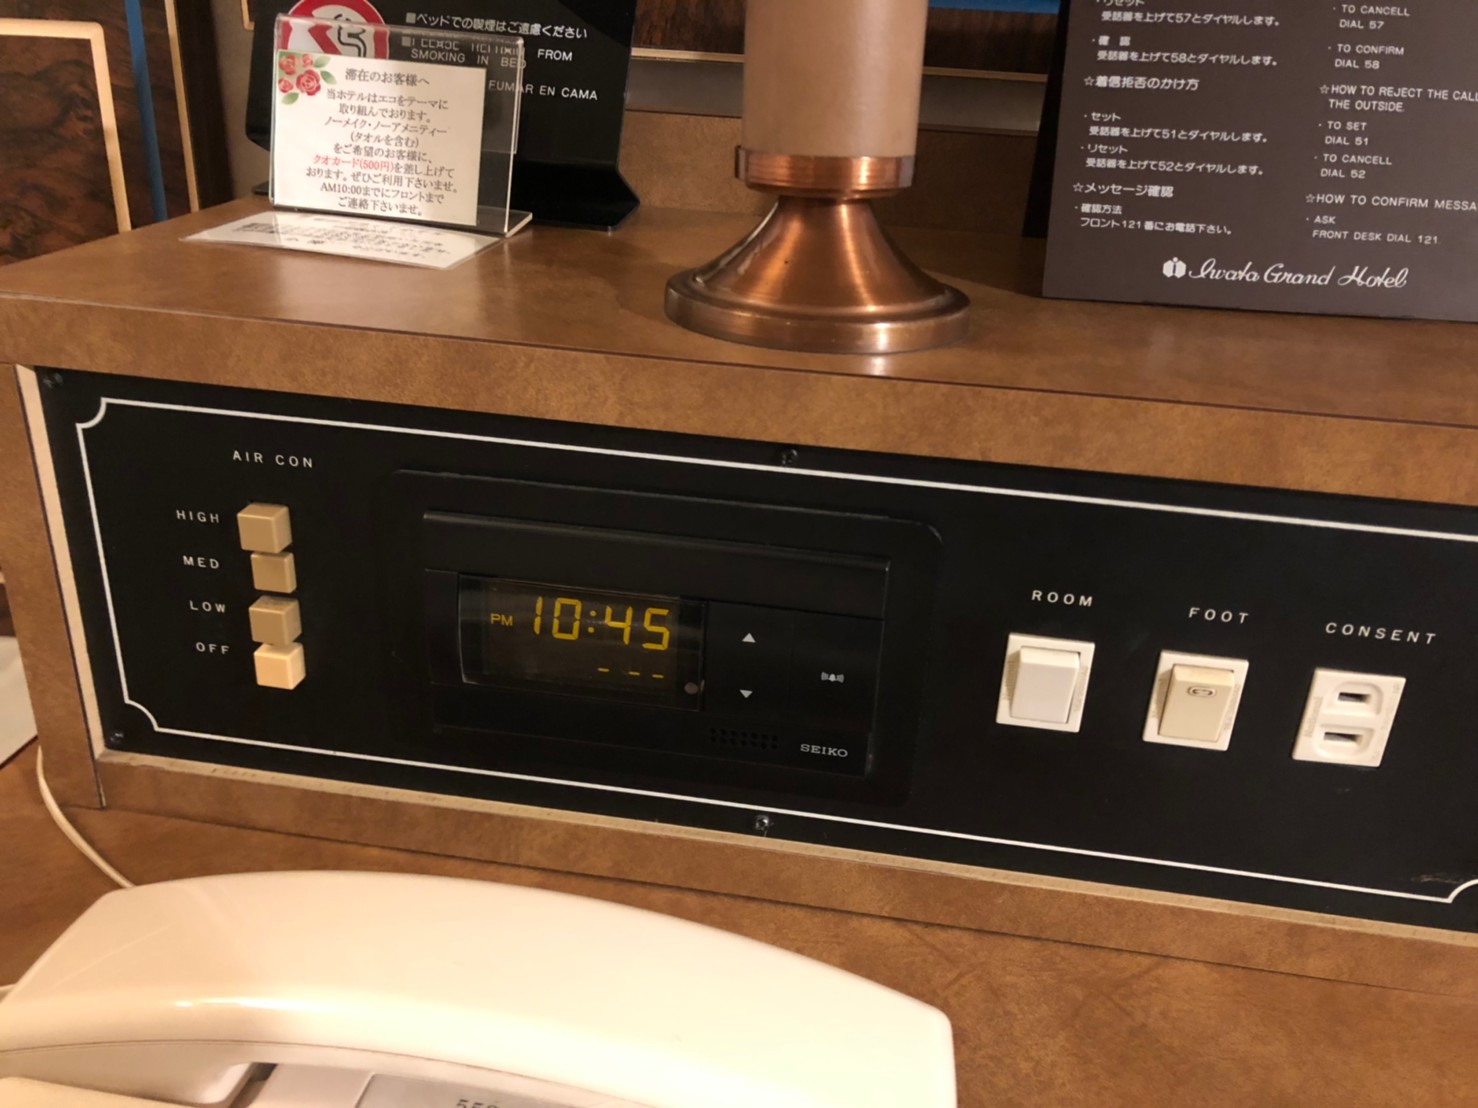 ■ベッドでの喫煙はご遠慮ください
■PLEASE REFRAIN FROM
SMOKING IN BED
FUMAR EN CAMA
滞在のお客様へ
当ホテルはエコをテーマに
取り組んでおります。
ノーメイク・ノーアメニティー
(タオルを含む)
をご希望のお客様に、
クオカード(500円)を差し上げて
おります。ぜひご利用下さいませ。
AM10:00までにフロントまで
ご連絡下さいませ。
・リセット
受話器を上げて57とダイヤルします。
・確認
受話器を上げて58とダイヤルします。
☆着信拒否のかけ方
・セット
受話器を上げて51とダイヤルします。
・リセット
受話器を上げて52とダイヤルします。
☆メッセージ確認
・確認方法
フロント121番にお電話下さい。
・TO CANCELL
DIAL 57
・TO CONFIRM
DIAL 58
☆HOW TO REJECT THE CALL
THE OUTSIDE
・TO SET
DIAL 51
・TO CANCELL
DIAL 52
☆HOW TO CONFIRM MESSA
・ASK
FRONT DESK DIAL 121
Iwata Grand Hotel
AIR CON
HIGH
MED
LOW
OFF
PM 10:45
- - -
SEIKO
ROOM
FOOT
CONSENT